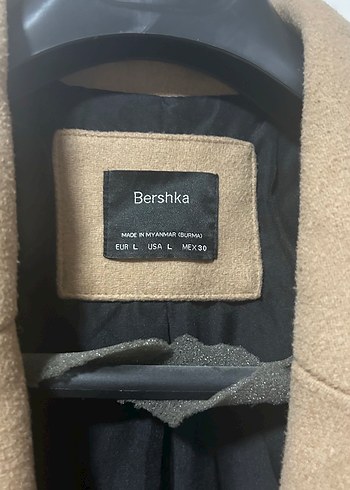 Bershka
MADE IN MYANMAR (BURMA)
EUR L USA L MEX 30